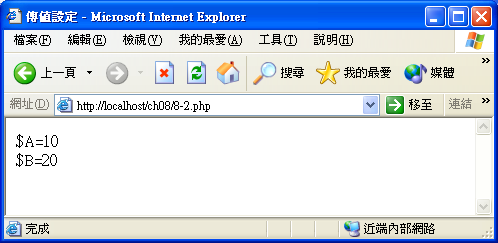 傳值設定 - Microsoft Internet Explorer
檔案(F) 編輯(E) 檢視(V) 我的最愛(A) 工具(T) 說明(H) »
上一頁 搜尋 我的最愛 媒體 »
網址(D) http://localhost/ch08/8-2.php 移至 連結 »
$A=10
$B=20
完成 近端內部網路